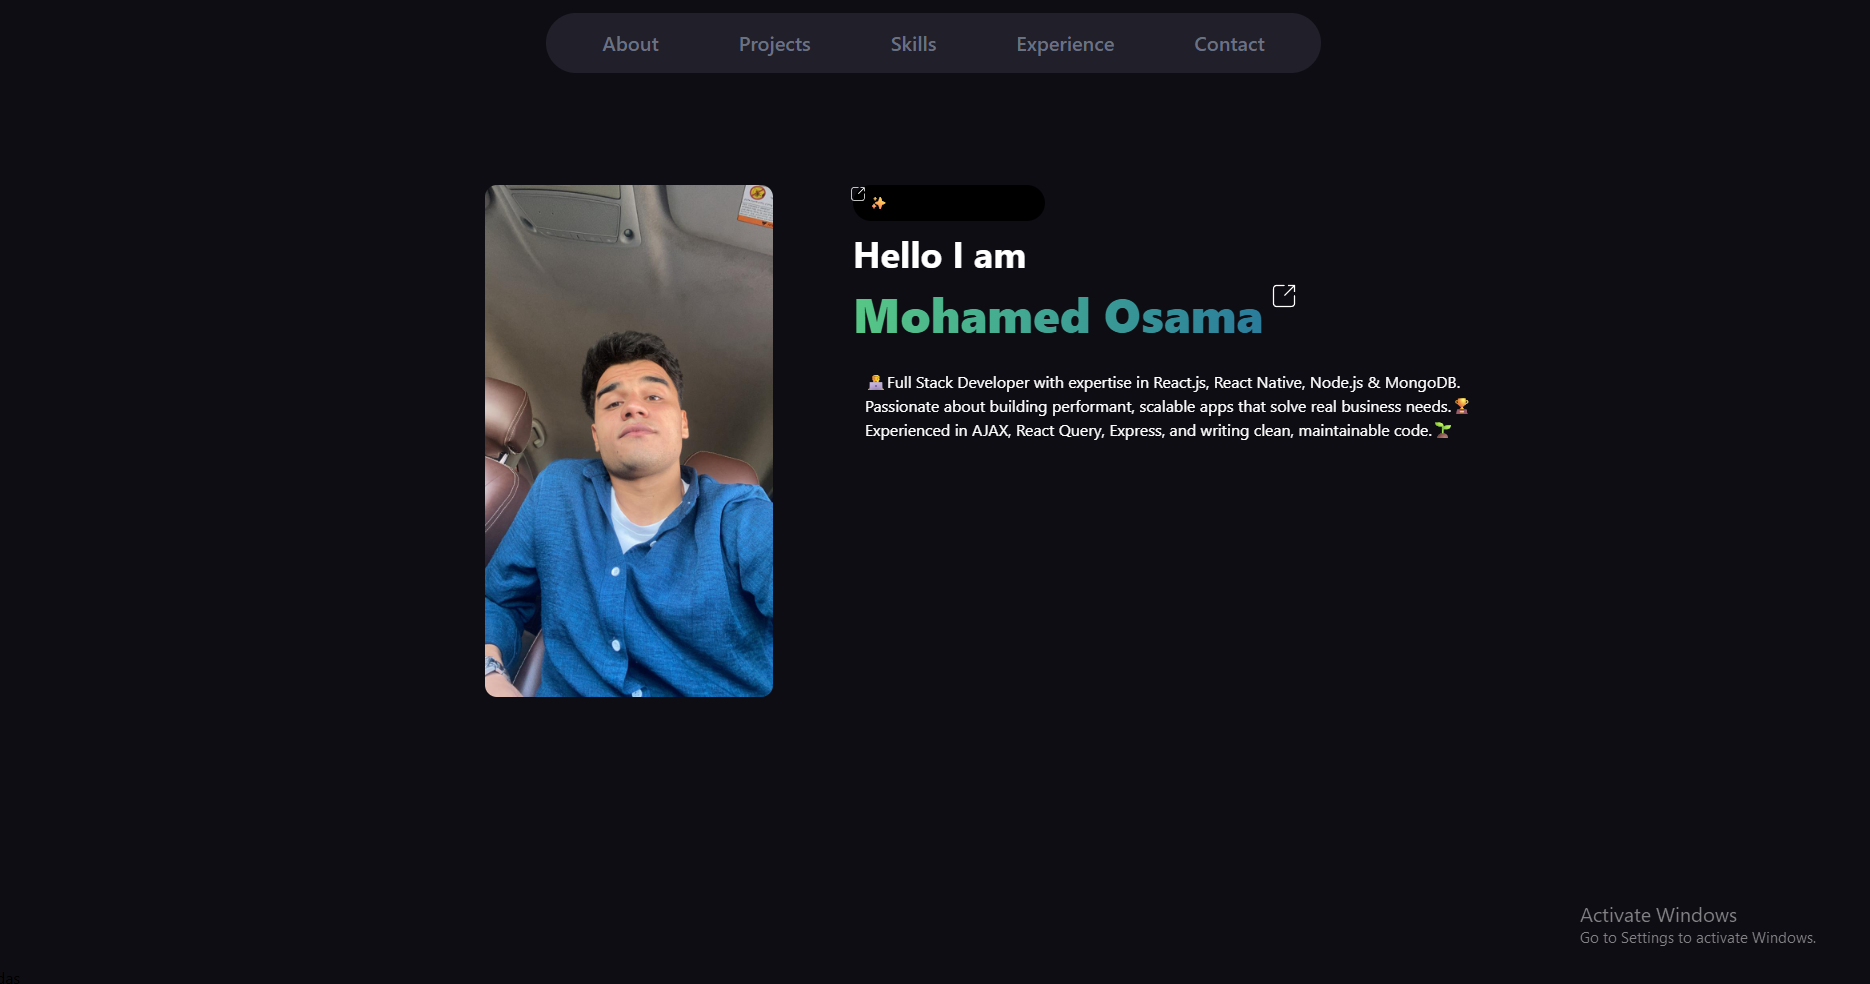 About Projects Skills Experience Contact
Hello I am
Mohamed Osama
Full Stack Developer with expertise in React.js, React Native, Node.js & MongoDB.
Passionate about building performant, scalable apps that solve real business needs.
Experienced in AJAX, React Query, Express, and writing clean, maintainable code.
Activate Windows
Go to Settings to activate Windows.